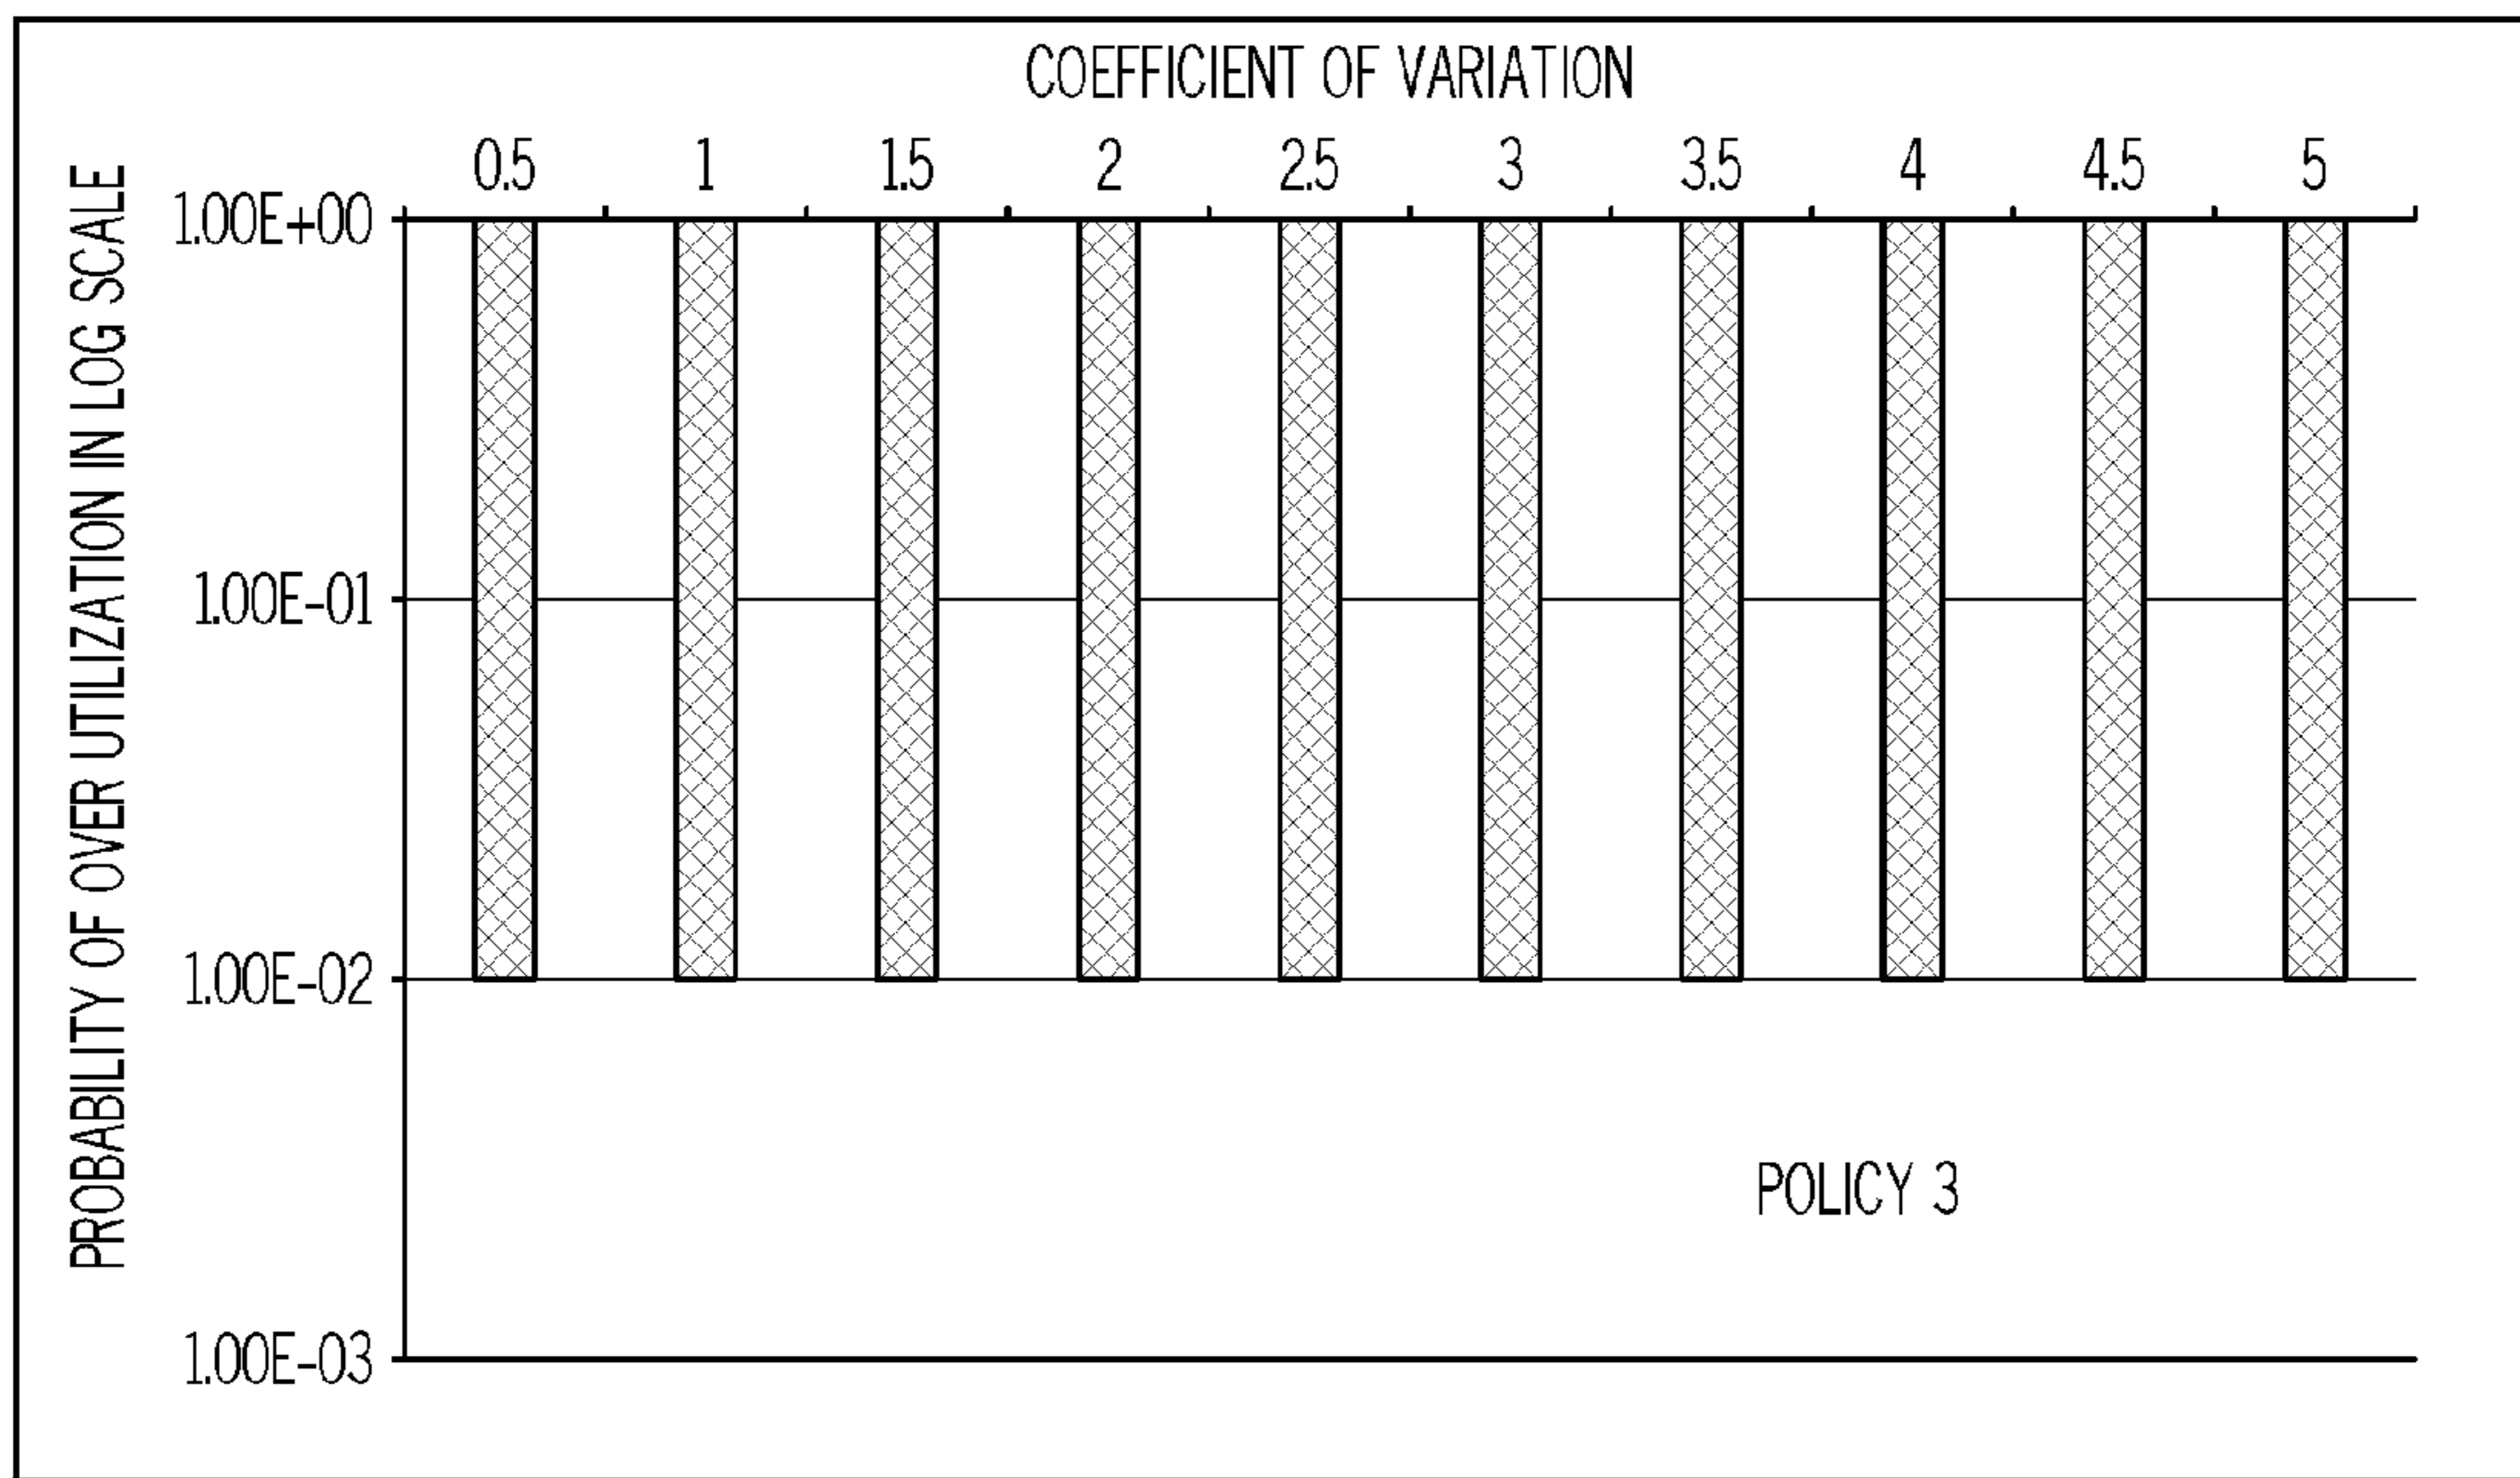 COEFFICIENT OF VARIATION
0.5 1 1.5 2 2.5 3 3.5 4 4.5 5
PROBABILITY OF OVER UTILIZATION IN LOG SCALE
1.00E+00
1.00E-01
1.00E-02
1.00E-03
POLICY 3